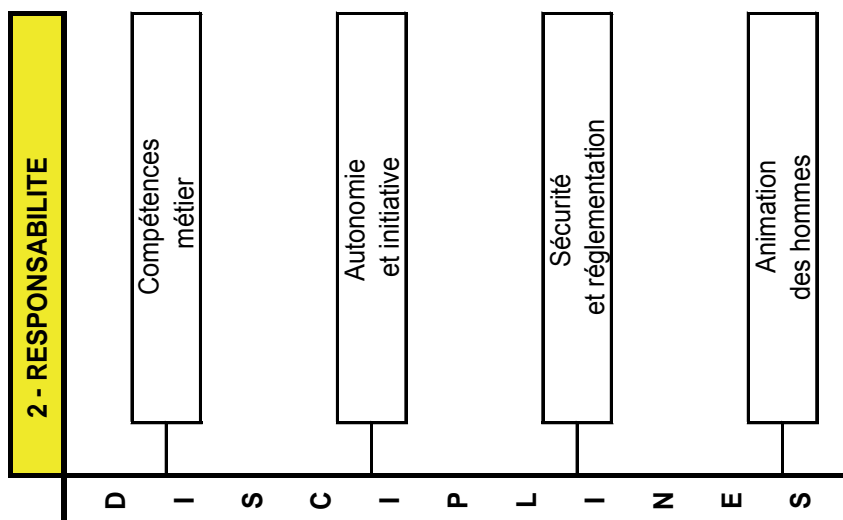 2 - RESPONSABILITE
Compétences
métier
Autonomie
et initiative
Sécurité
et réglementation
Animation
des hommes
D I S C I P L I N E S